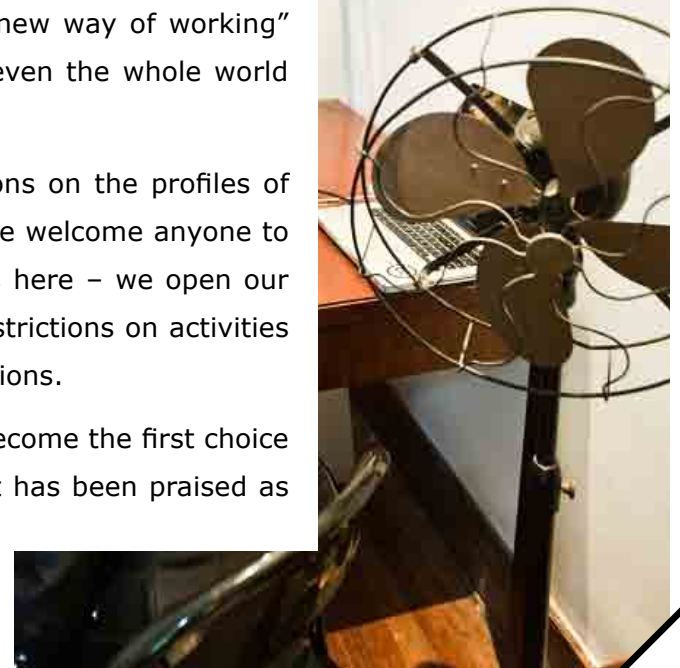 new way of working”
even the whole world
ons on the profiles of
e welcome anyone to
here – we open our
strictions on activities
ions.
ecome the first choice
has been praised as